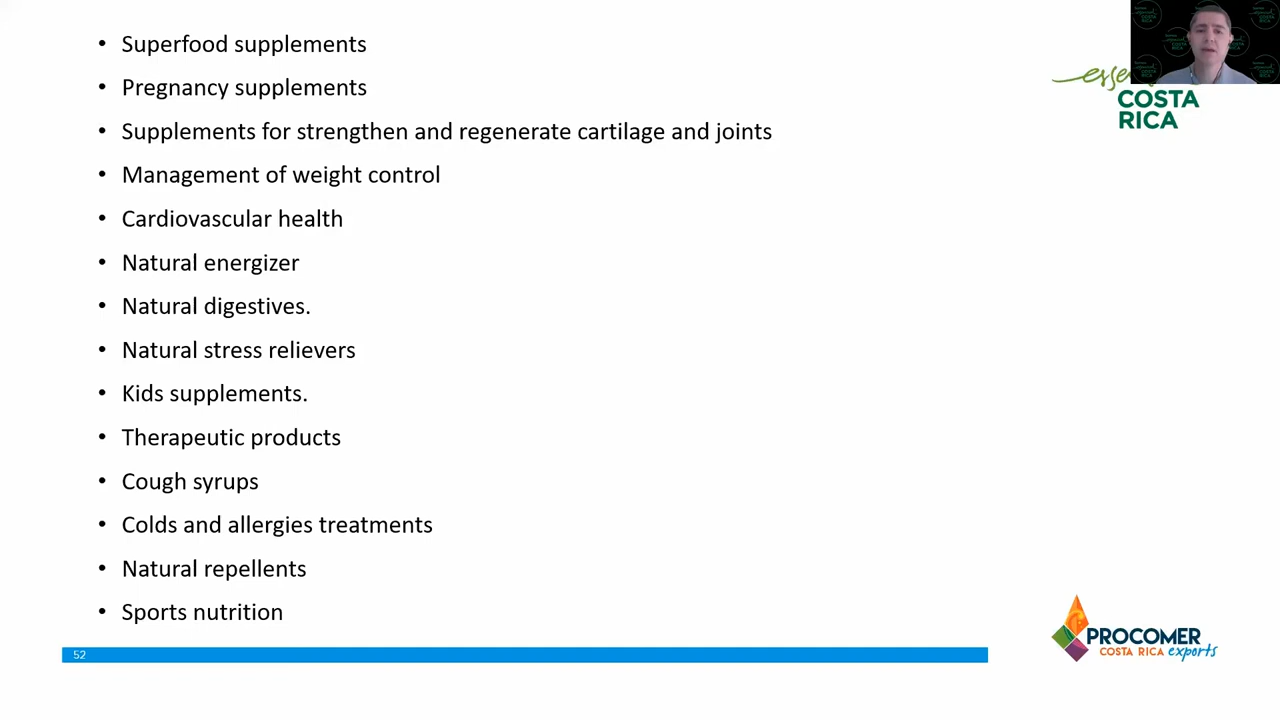 • Superfood supplements
• Pregnancy supplements
• Supplements for strengthen and regenerate cartilage and joints
• Management of weight control
• Cardiovascular health
• Natural energizer
• Natural digestives.
• Natural stress relievers
• Kids supplements.
• Therapeutic products
• Cough syrups
• Colds and allergies treatments
• Natural repellents
• Sports nutrition
52
COSTA
RICA
PROCOMER
COSTA RICA exports